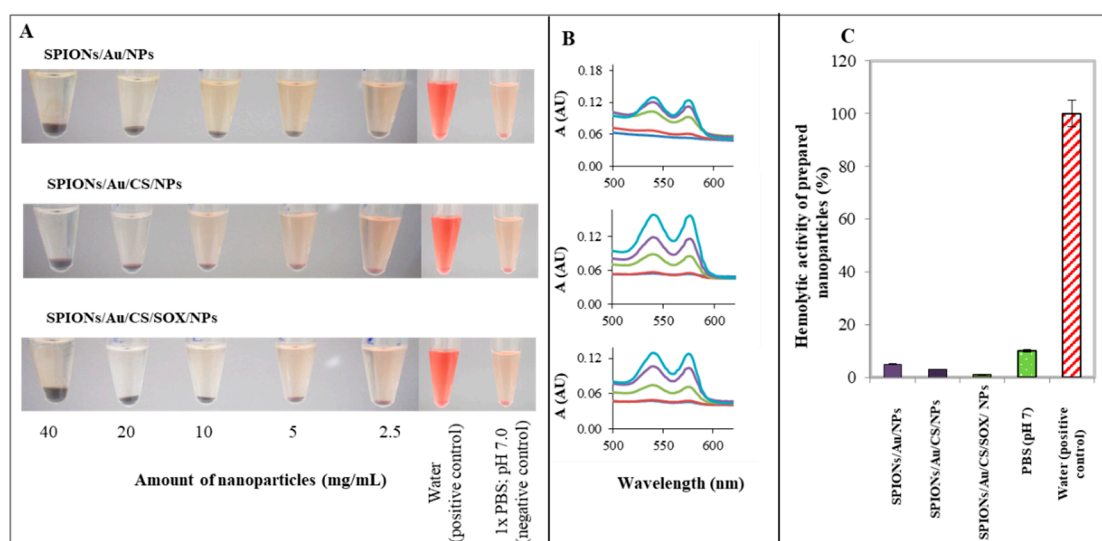 A
SPIONs/Au/NPs
SPIONs/Au/CS/NPs
SPIONs/Au/CS/SOX/NPs
40 20 10 5 2.5
Water
(positive control)
1x PBS; pH 7.0
(negative control)
Amount of nanoparticles (mg/mL)
B
A (AU)
0.18
0.12
0.06
0.00
500 550 600
A (AU)
0.12
0.06
0.00
500 550 600
A (AU)
0.12
0.06
0.00
500 550 600
Wavelength (nm)
C
Hemolytic activity of prepared
nanoparticles (%)
120
100
80
60
40
20
0
SPIONs/Au/NPs
SPIONs/Au/CS/NPs
SPIONs/Au/CS/SOX/ NPs
PBS (pH 7)
Water (positive
control)